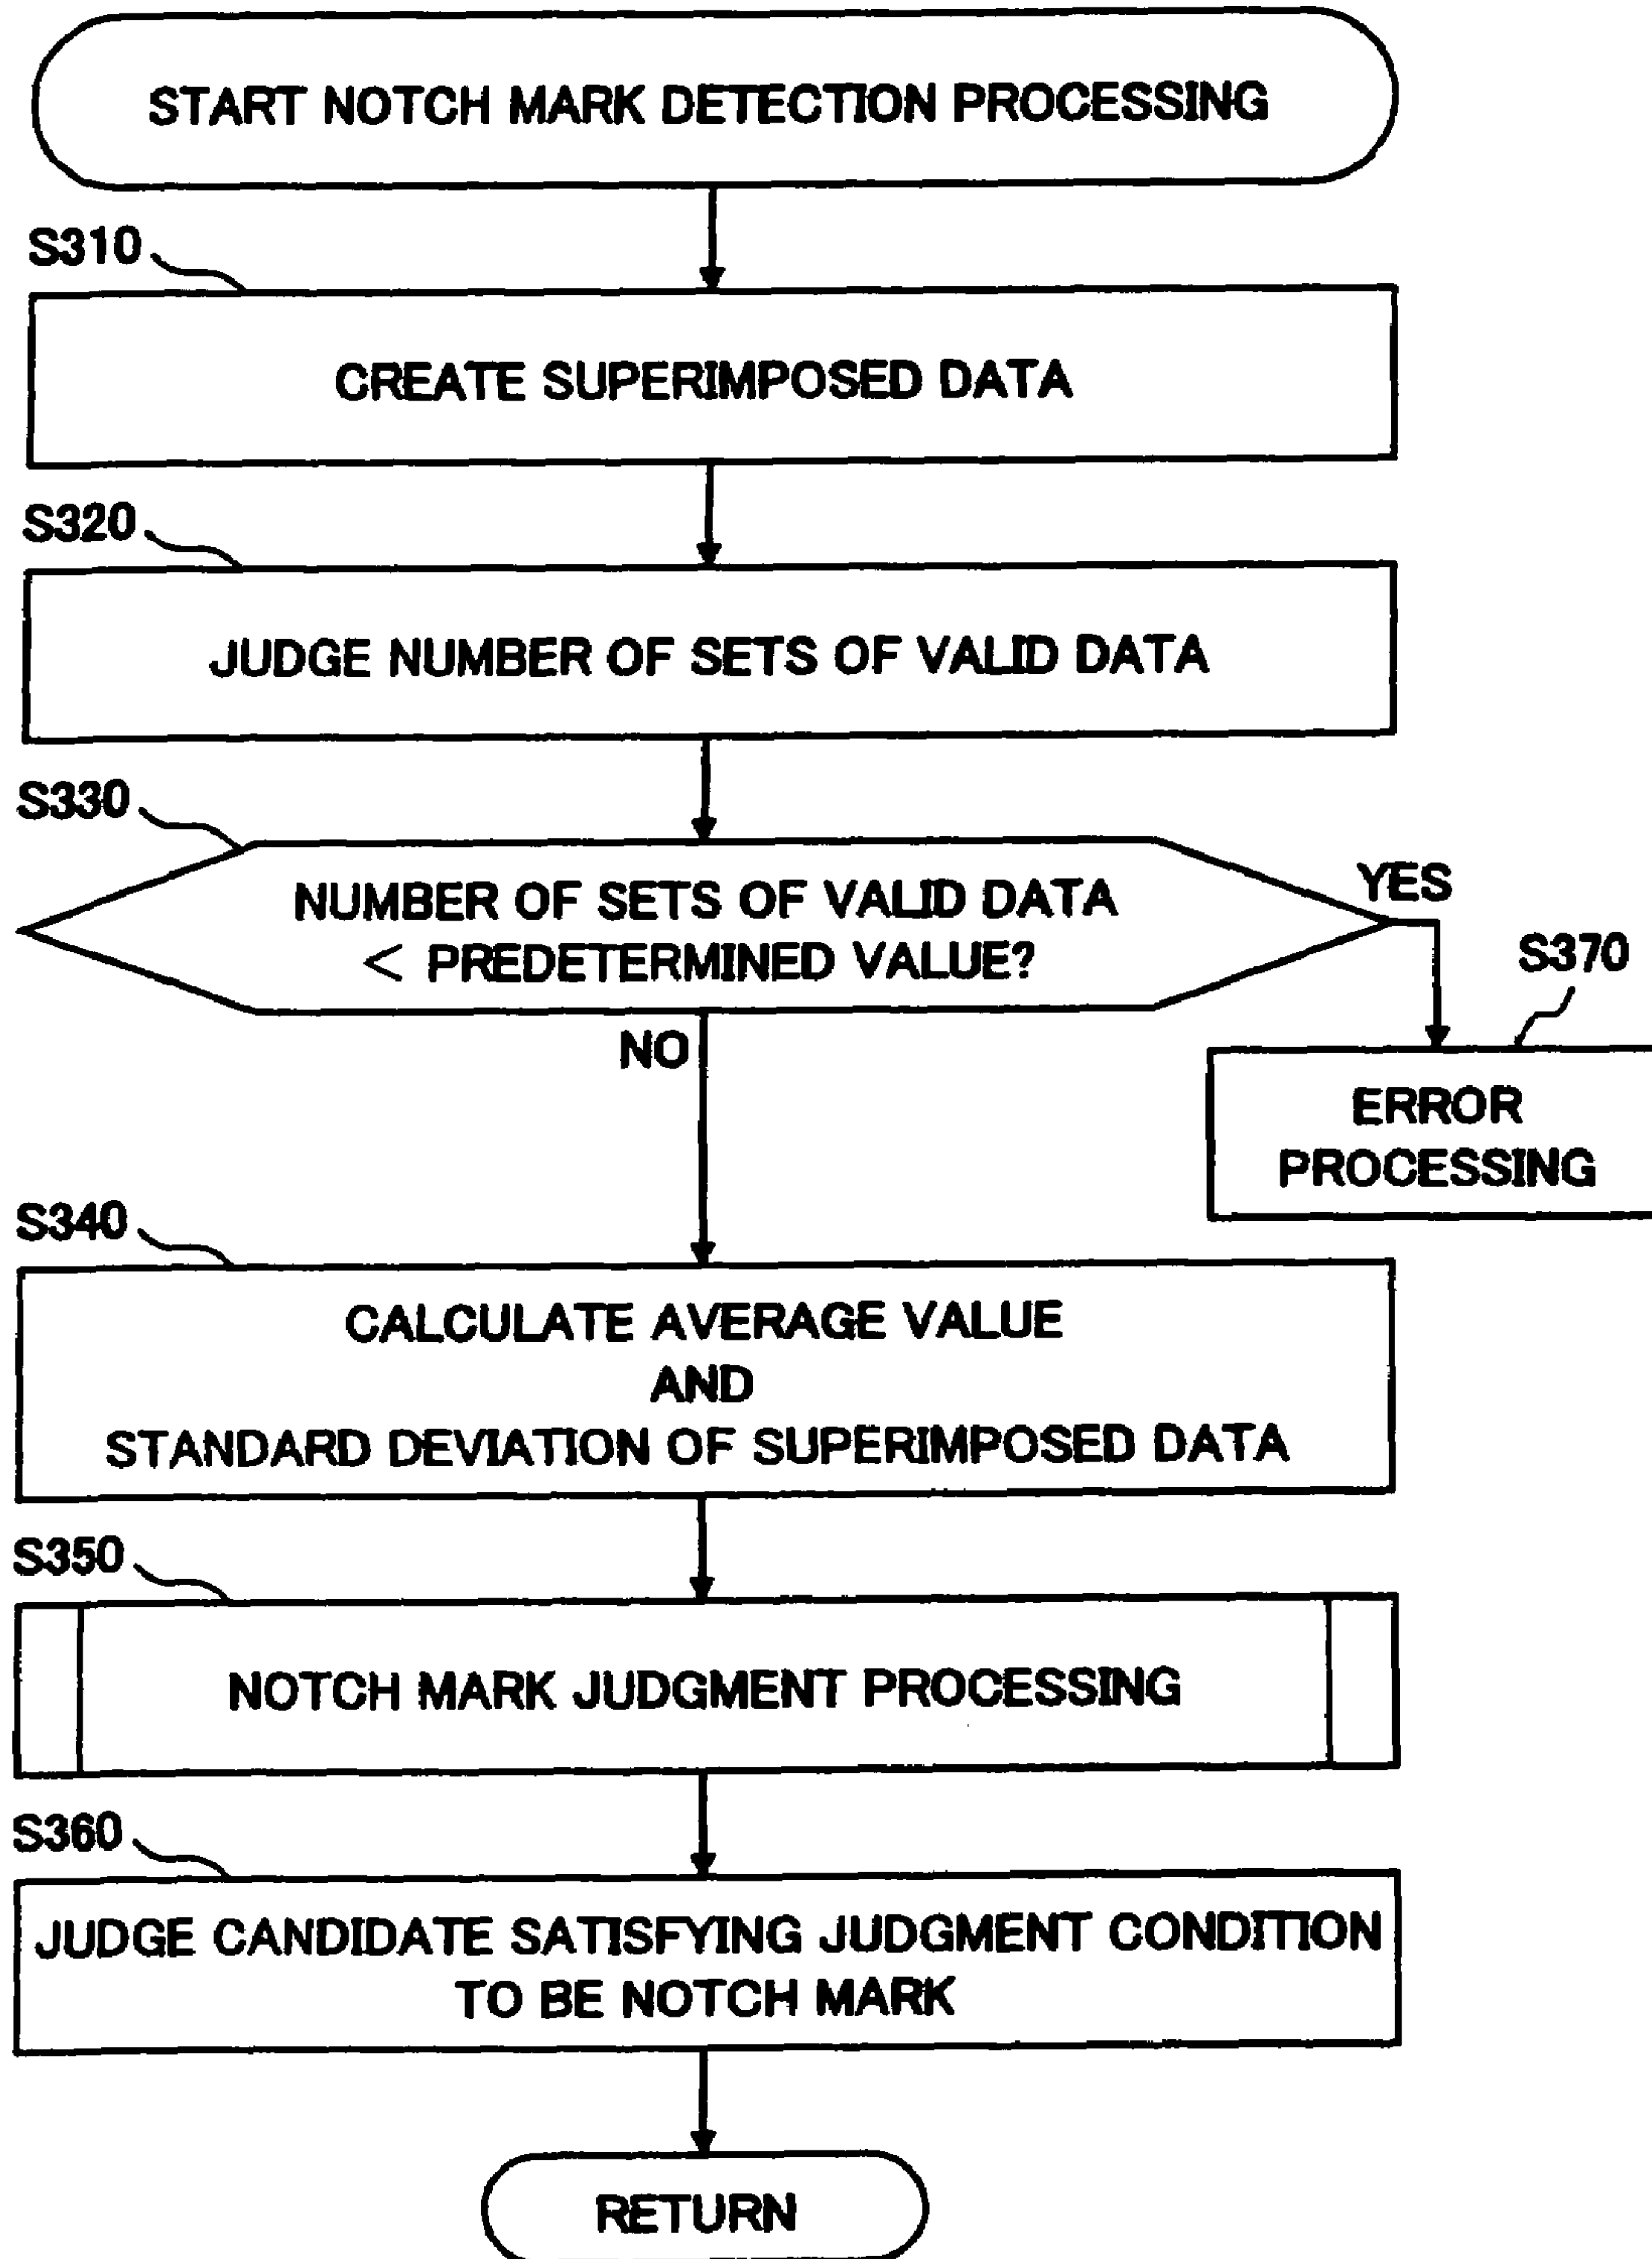 START NOTCH MARK DETECTION PROCESSING
S310
CREATE SUPERIMPOSED DATA
S320
JUDGE NUMBER OF SETS OF VALID DATA
S330
NUMBER OF SETS OF VALID DATA
< PREDETERMINED VALUE?
YES
NO
S370
ERROR
PROCESSING
S340
CALCULATE AVERAGE VALUE
AND
STANDARD DEVIATION OF SUPERIMPOSED DATA
S350
NOTCH MARK JUDGMENT PROCESSING
S360
JUDGE CANDIDATE SATISFYING JUDGMENT CONDITION
TO BE NOTCH MARK
RETURN